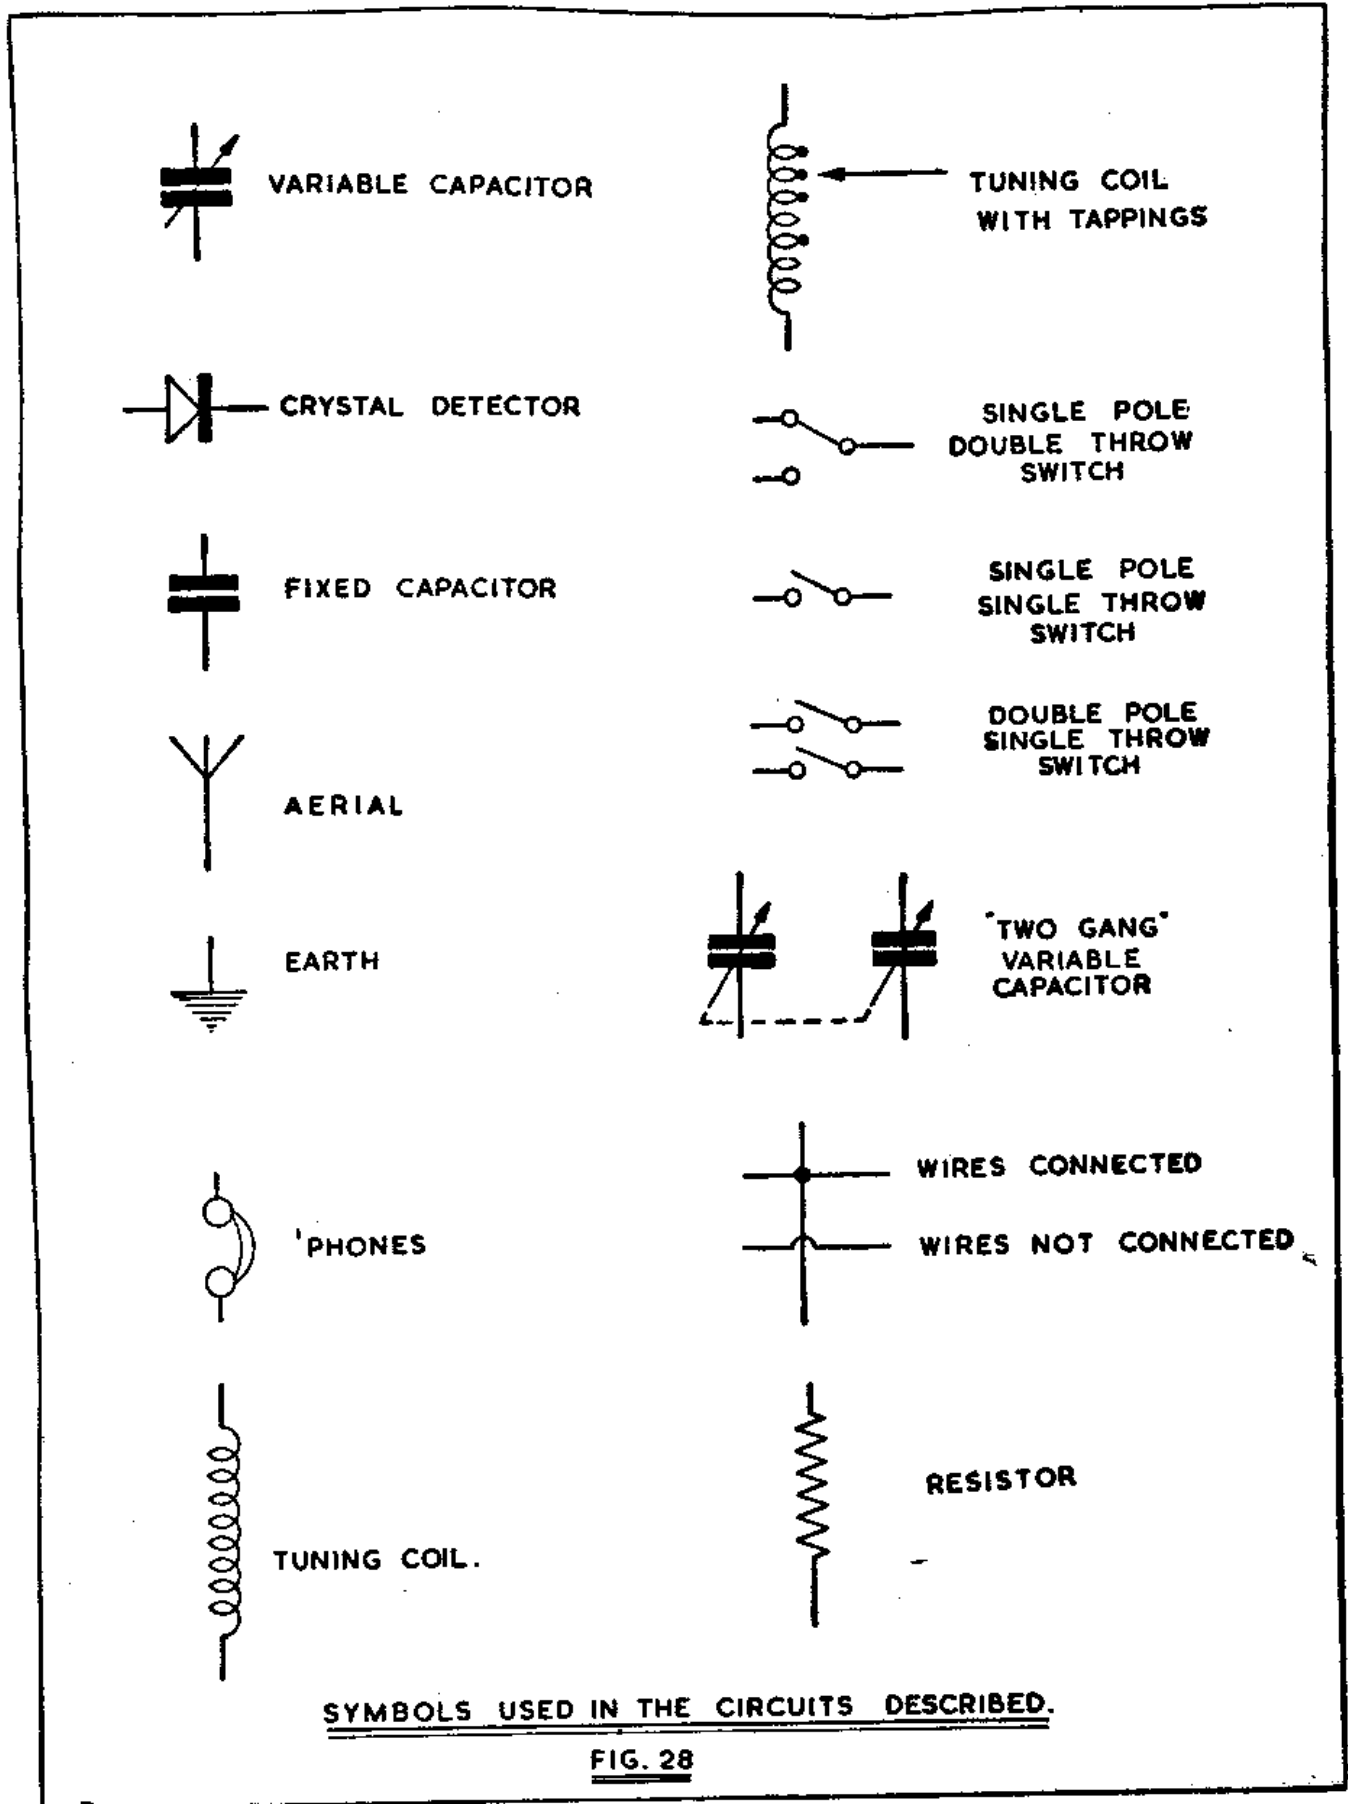 VARIABLE CAPACITOR
CRYSTAL DETECTOR
FIXED CAPACITOR
AERIAL
EARTH
'PHONES
TUNING COIL.
TUNING COIL
WITH TAPPINGS
SINGLE POLE
DOUBLE THROW
SWITCH
SINGLE POLE
SINGLE THROW
SWITCH
DOUBLE POLE
SINGLE THROW
SWITCH
"TWO GANG"
VARIABLE
CAPACITOR
WIRES CONNECTED
WIRES NOT CONNECTED
RESISTOR
SYMBOLS USED IN THE CIRCUITS DESCRIBED.
FIG. 28